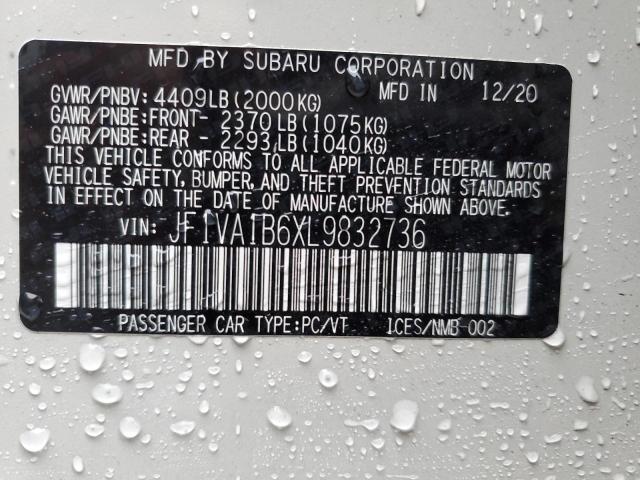 MFD BY SUBARU CORPORATION
GVWR/PNBV: 4409LB(2000KG) MFD IN 12/20
GAWR/PNBE:FRONT- 2370LB(1075KG)
GAWR/PNBE:REAR - 2293LB(1040KG)
THIS VEHICLE CONFORMS TO ALL APPLICABLE FEDERAL MOTOR
VEHICLE SAFETY, BUMPER, AND THEFT PREVENTION STANDARDS
IN EFFECT ON THE DATE OF MANUFACTURE SHOWN ABOVE.
VIN: JF1VA1B6XL9832736
PASSENGER CAR TYPE:PC/VT ICES/NMB-002